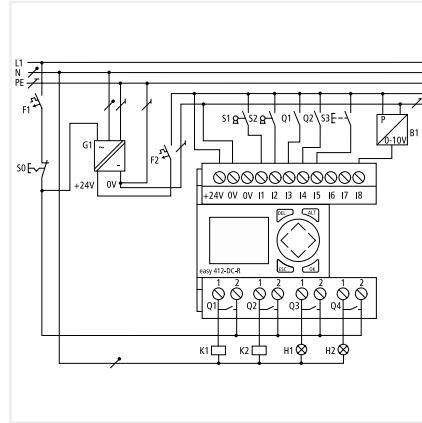 L1
N
PE
F1
S1 S2 Q1 Q2 S3 P
0-10V B1
G1 ~
-
F2
S0
+24V 0V
+24V 0V 0V I1 I2 I3 I4 I5 I6 I7 I8
DEL ALT
ESC OK
easy 412-DC-R
1 2 1 2 1 2 1 2
Q1 Q2 Q3 Q4
K1 K2 H1 H2